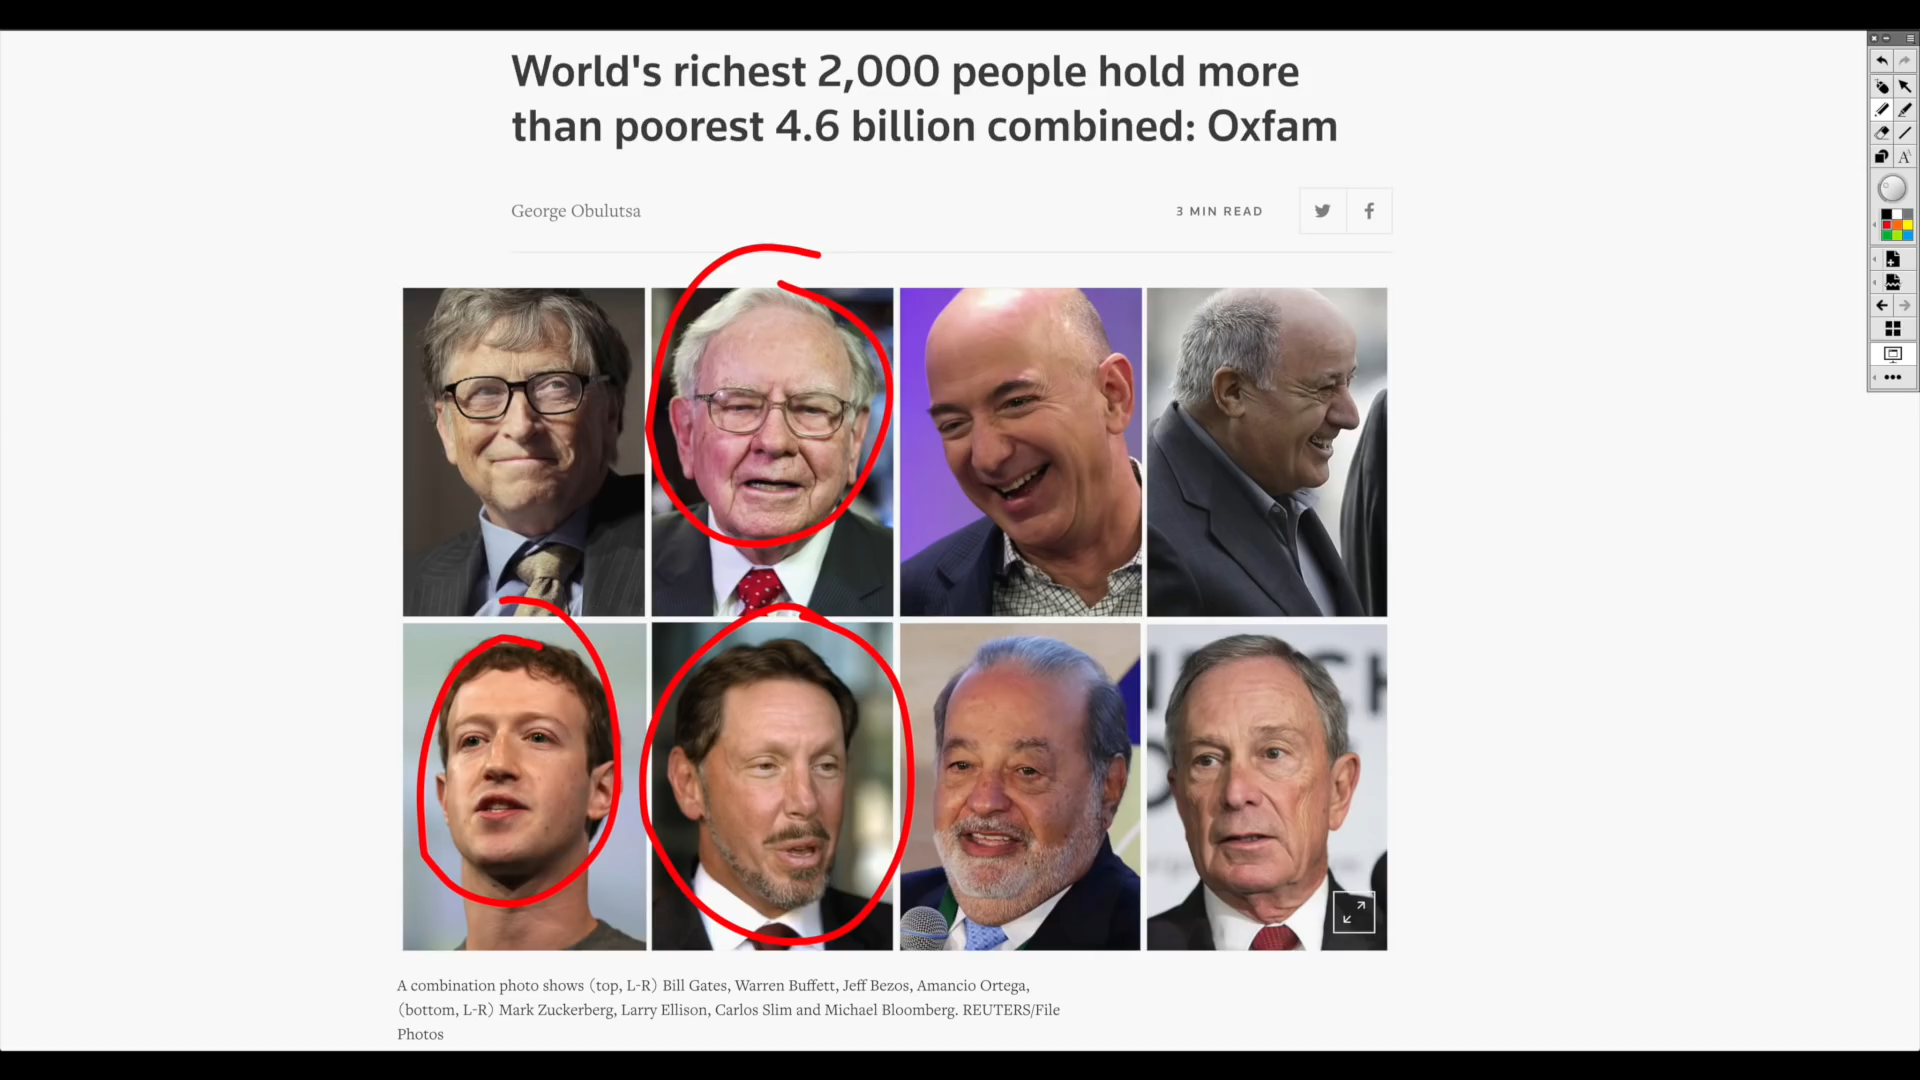 World's richest 2,000 people hold more
than poorest 4.6 billion combined: Oxfam
George Obulutsa
3 MIN READ
A combination photo shows (top, L-R) Bill Gates, Warren Buffett, Jeff Bezos, Amancio Ortega,
(bottom, L-R) Mark Zuckerberg, Larry Ellison, Carlos Slim and Michael Bloomberg. REUTERS/File
Photos